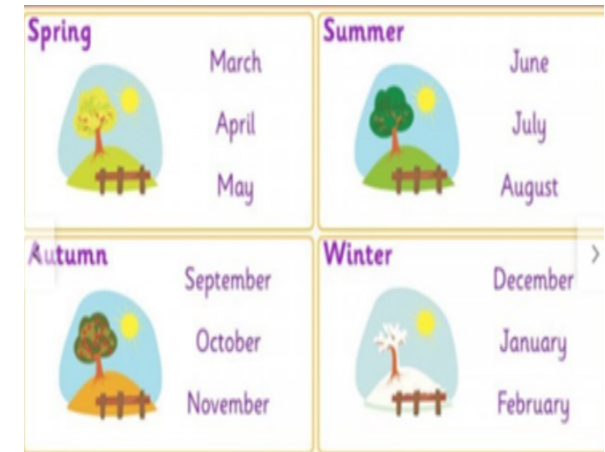 Spring
March
April
May
Summer
June
July
August
Autumn
September
October
November
Winter
December
January
February